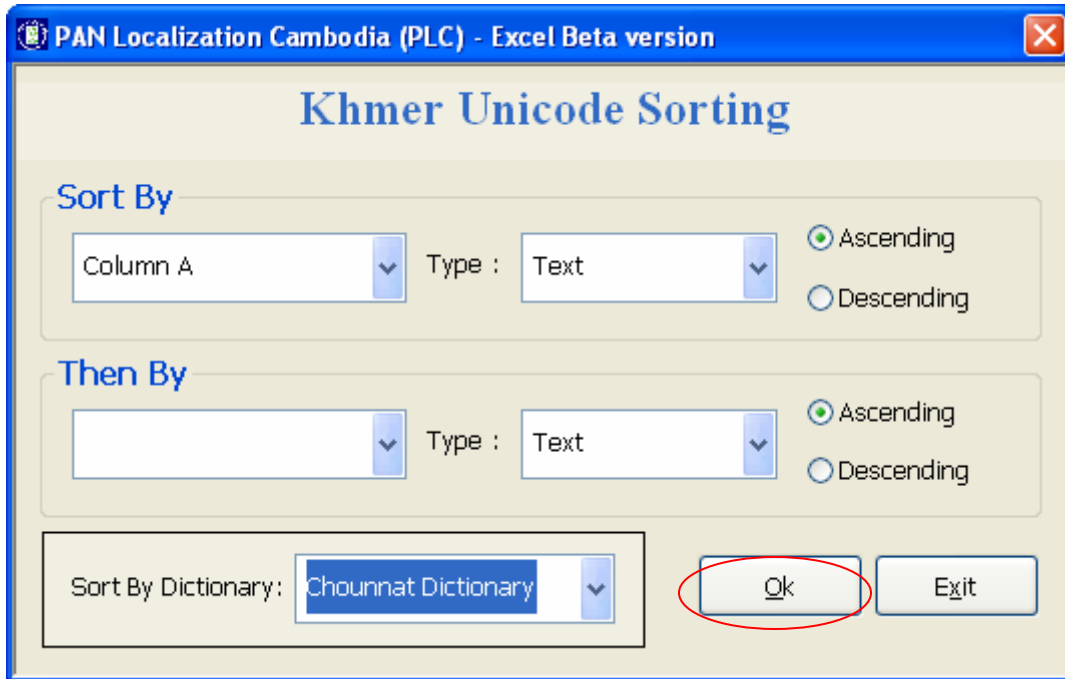 PAN Localization Cambodia (PLC) - Excel Beta version
Khmer Unicode Sorting
Sort By
Column A
Type :
Text
Ascending
Descending
Then By
Type :
Text
Ascending
Descending
Sort By Dictionary:
Chounnat Dictionary
Ok
Exit